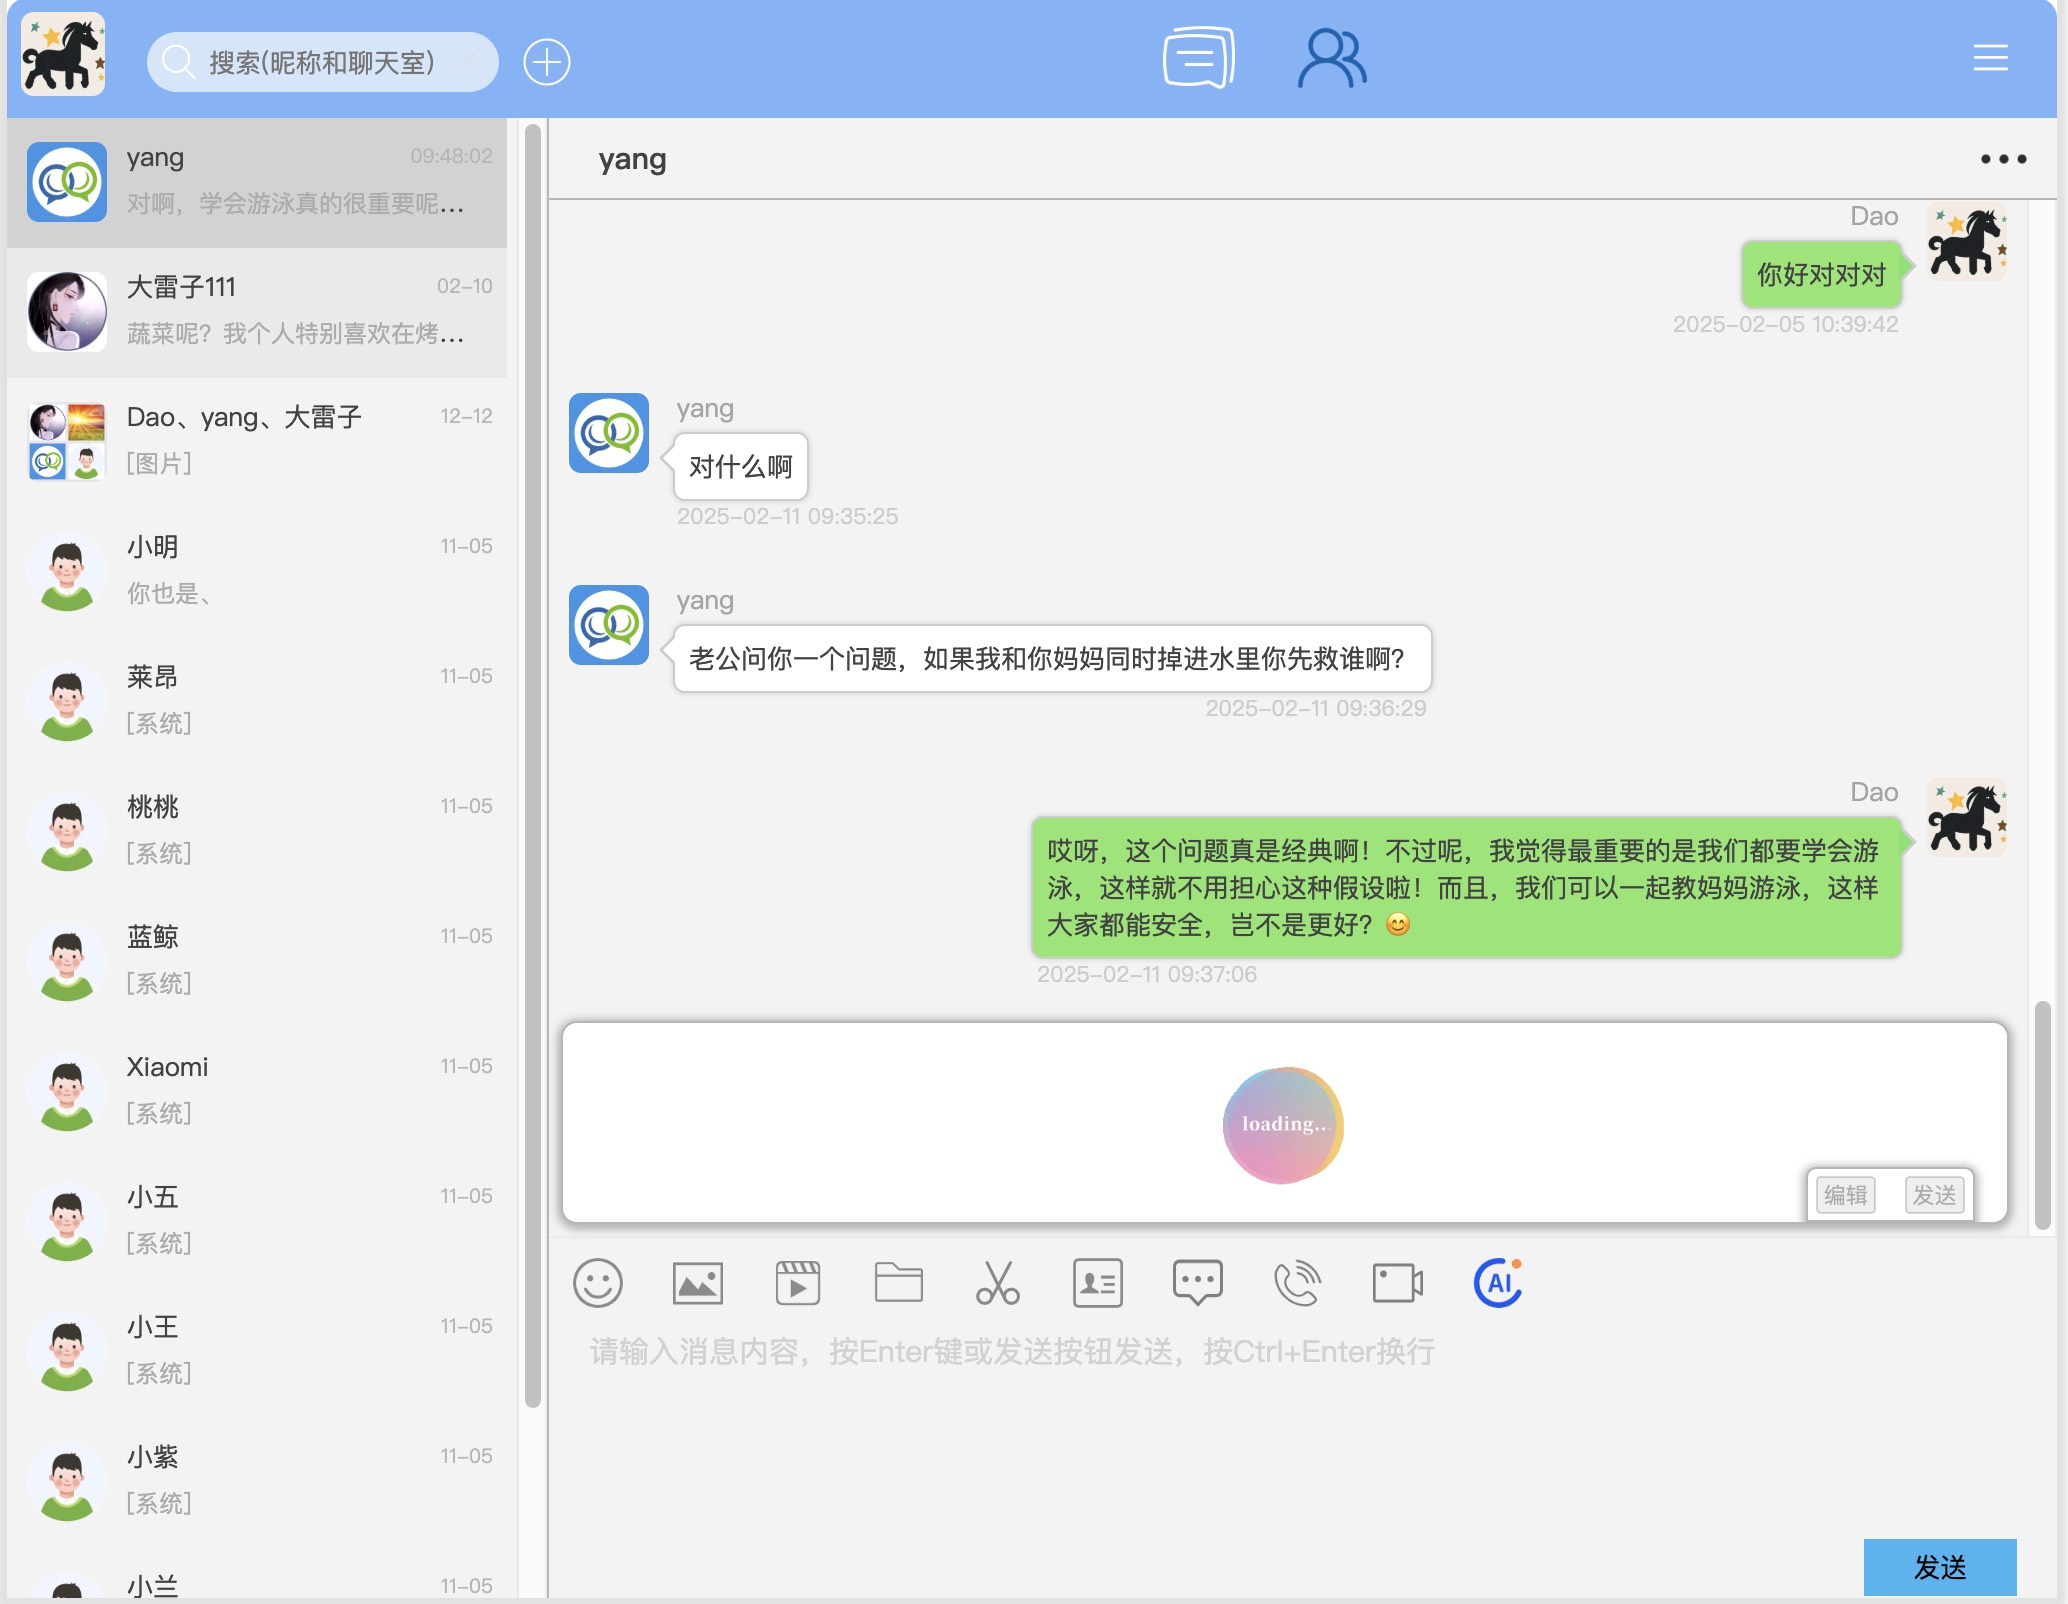 搜索(昵称和聊天室)
yang
09:48:02
对啊，学会游泳真的很重要呢...
大雷子111
02-10
蔬菜呢？我个人特别喜欢在烤...
Dao、yang、大雷子
12-12
[图片]
小明
11-05
你也是、
莱昂
11-05
[系统]
桃桃
11-05
[系统]
蓝鲸
11-05
[系统]
Xiaomi
11-05
[系统]
小五
11-05
[系统]
小王
11-05
[系统]
小紫
11-05
[系统]
小兰
11-05
yang
Dao
你好对对对
2025-02-05 10:39:42
yang
对什么啊
2025-02-11 09:35:25
yang
老公问你一个问题，如果我和你妈妈同时掉进水里你先救谁啊？
2025-02-11 09:36:29
Dao
哎呀，这个问题真是经典啊！不过呢，我觉得最重要的是我们都要学会游
泳，这样就不用担心这种假设啦！而且，我们可以一起教妈妈游泳，这样
大家都能安全，岂不是更好？😊
2025-02-11 09:37:06
loading...
编辑
发送
AI
请输入消息内容，按Enter键或发送按钮发送，按Ctrl+Enter换行
发送